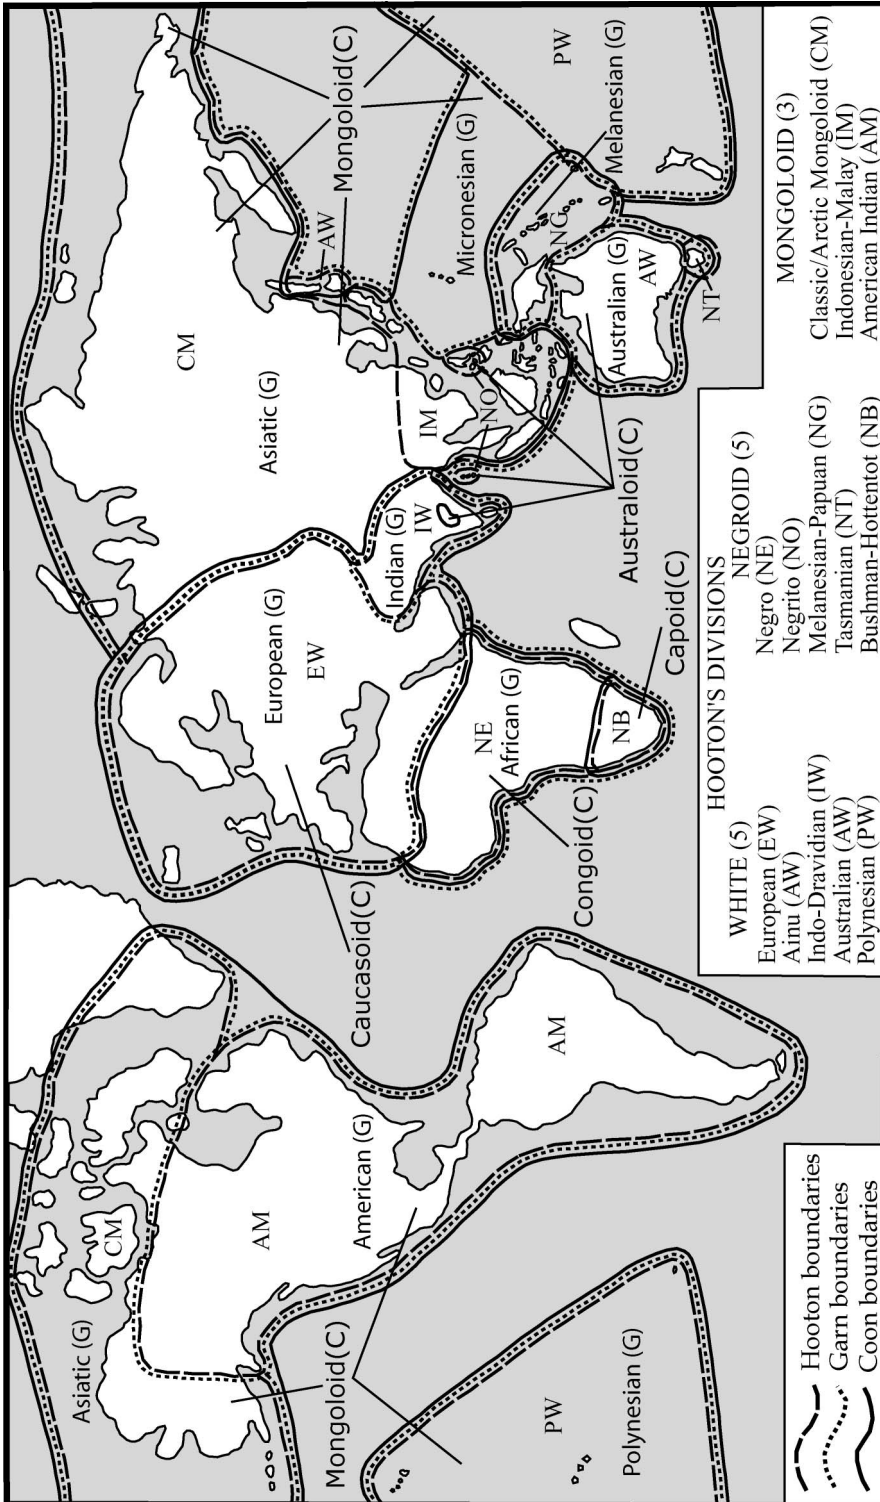 Asiatic (G)
CM
AM
American (G)
Mongoloid(C)
PW
Polynesian (G)
AM
Caucasoid(C)
European (G)
EW
Congoid(C)
NE
African (G)
NB
Capoid(C)
Indian (G)
IW
Asiatic (G)
CM
IM
NO
Australoid(C)
AW
Mongoloid(C)
Micronesian (G)
NG
Melanesian (G)
Australian (G)
AW
NT
PW
Hooton boundaries
Garn boundaries
Coon boundaries
HOOTON'S DIVISIONS
WHITE (5)
European (EW)
Ainu (AW)
Indo-Dravidian (IW)
Australian (AW)
Polynesian (PW)
NEGROID (5)
Negro (NE)
Negrito (NO)
Melanesian-Papuan (NG)
Tasmanian (NT)
Bushman-Hottentot (NB)
MONGOLOID (3)
Classic/Arctic Mongoloid (CM)
Indonesian-Malay (IM)
American Indian (AM)